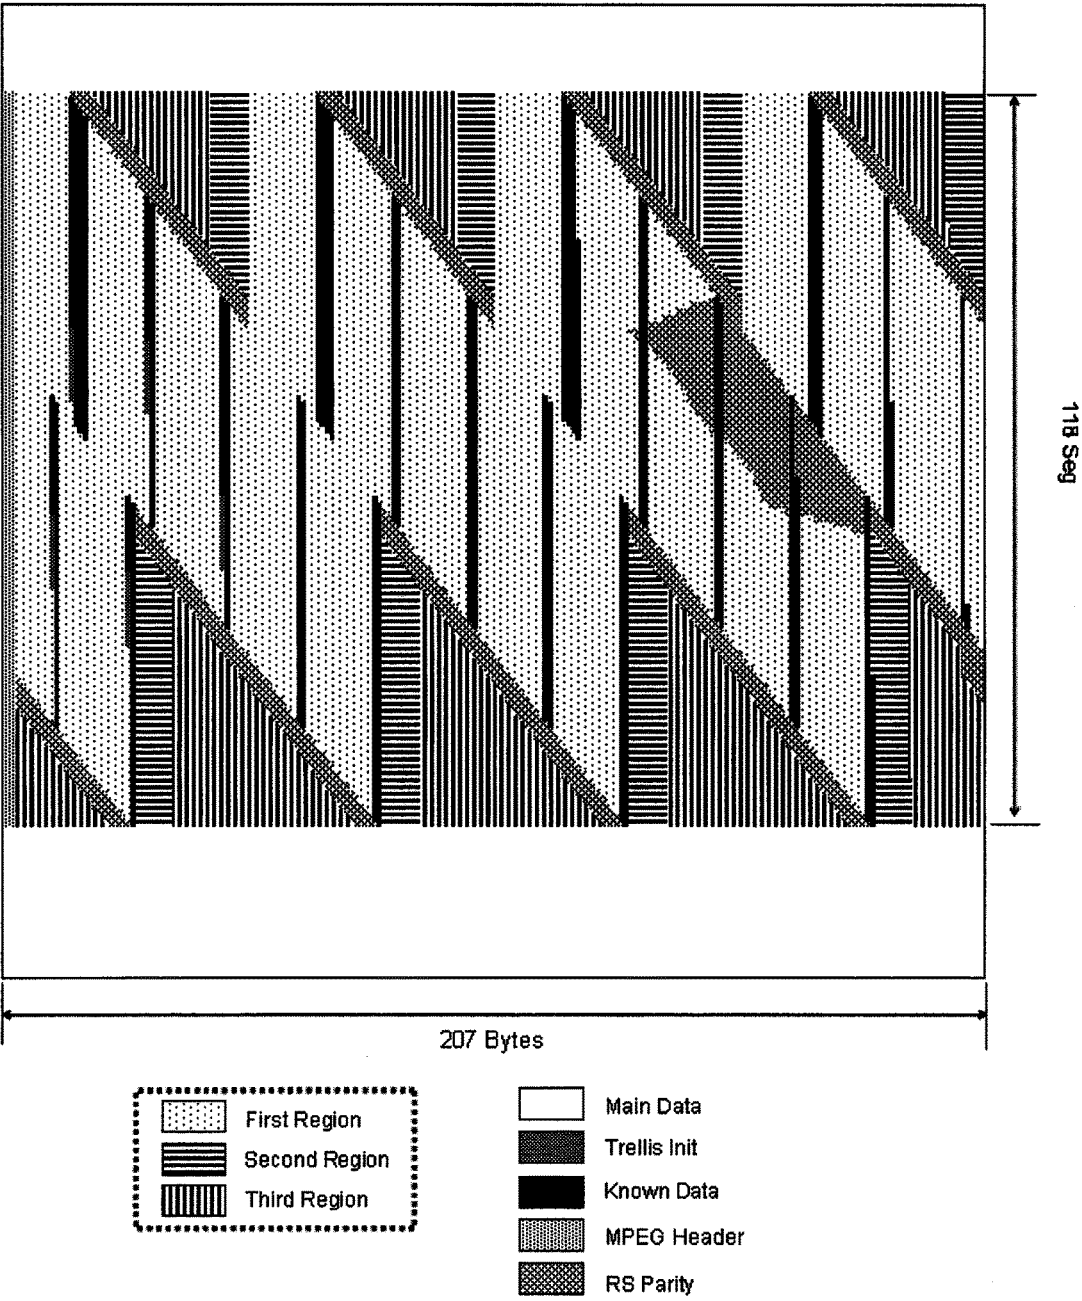 118 Seg
207 Bytes
First Region
Second Region
Third Region
Main Data
Trellis Init
Known Data
MPEG Header
RS Parity